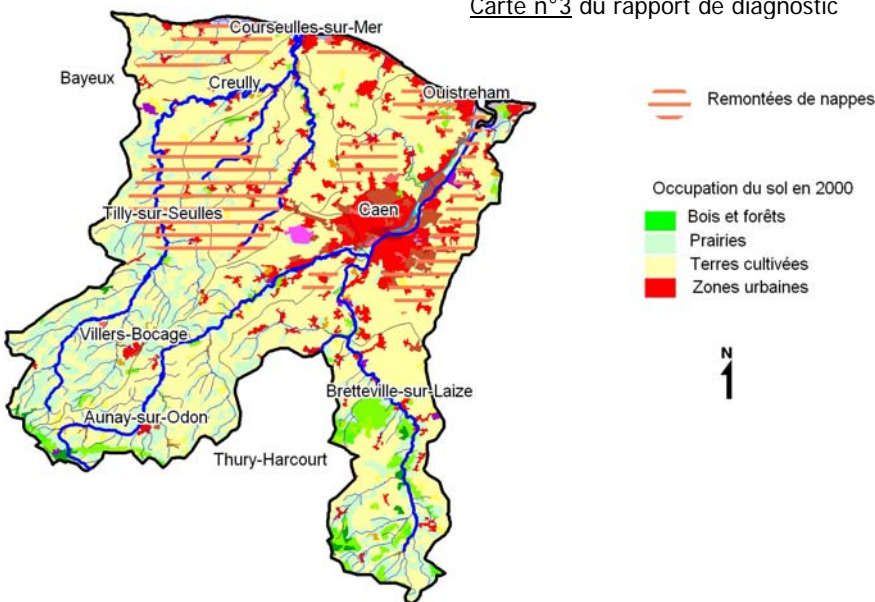 Carte n°3 du rapport de diagnostic
Courseulles-sur-Mer
Bayeux
Creully
Ouistreham
Remontées de nappes
Tilly-sur-Seulles
Caen
Occupation du sol en 2000
Bois et forêts
Prairies
Terres cultivées
Zones urbaines
Villers-Bocage
N
Bretteville-sur-Laize
Aunay-sur-Odon
Thury-Harcourt